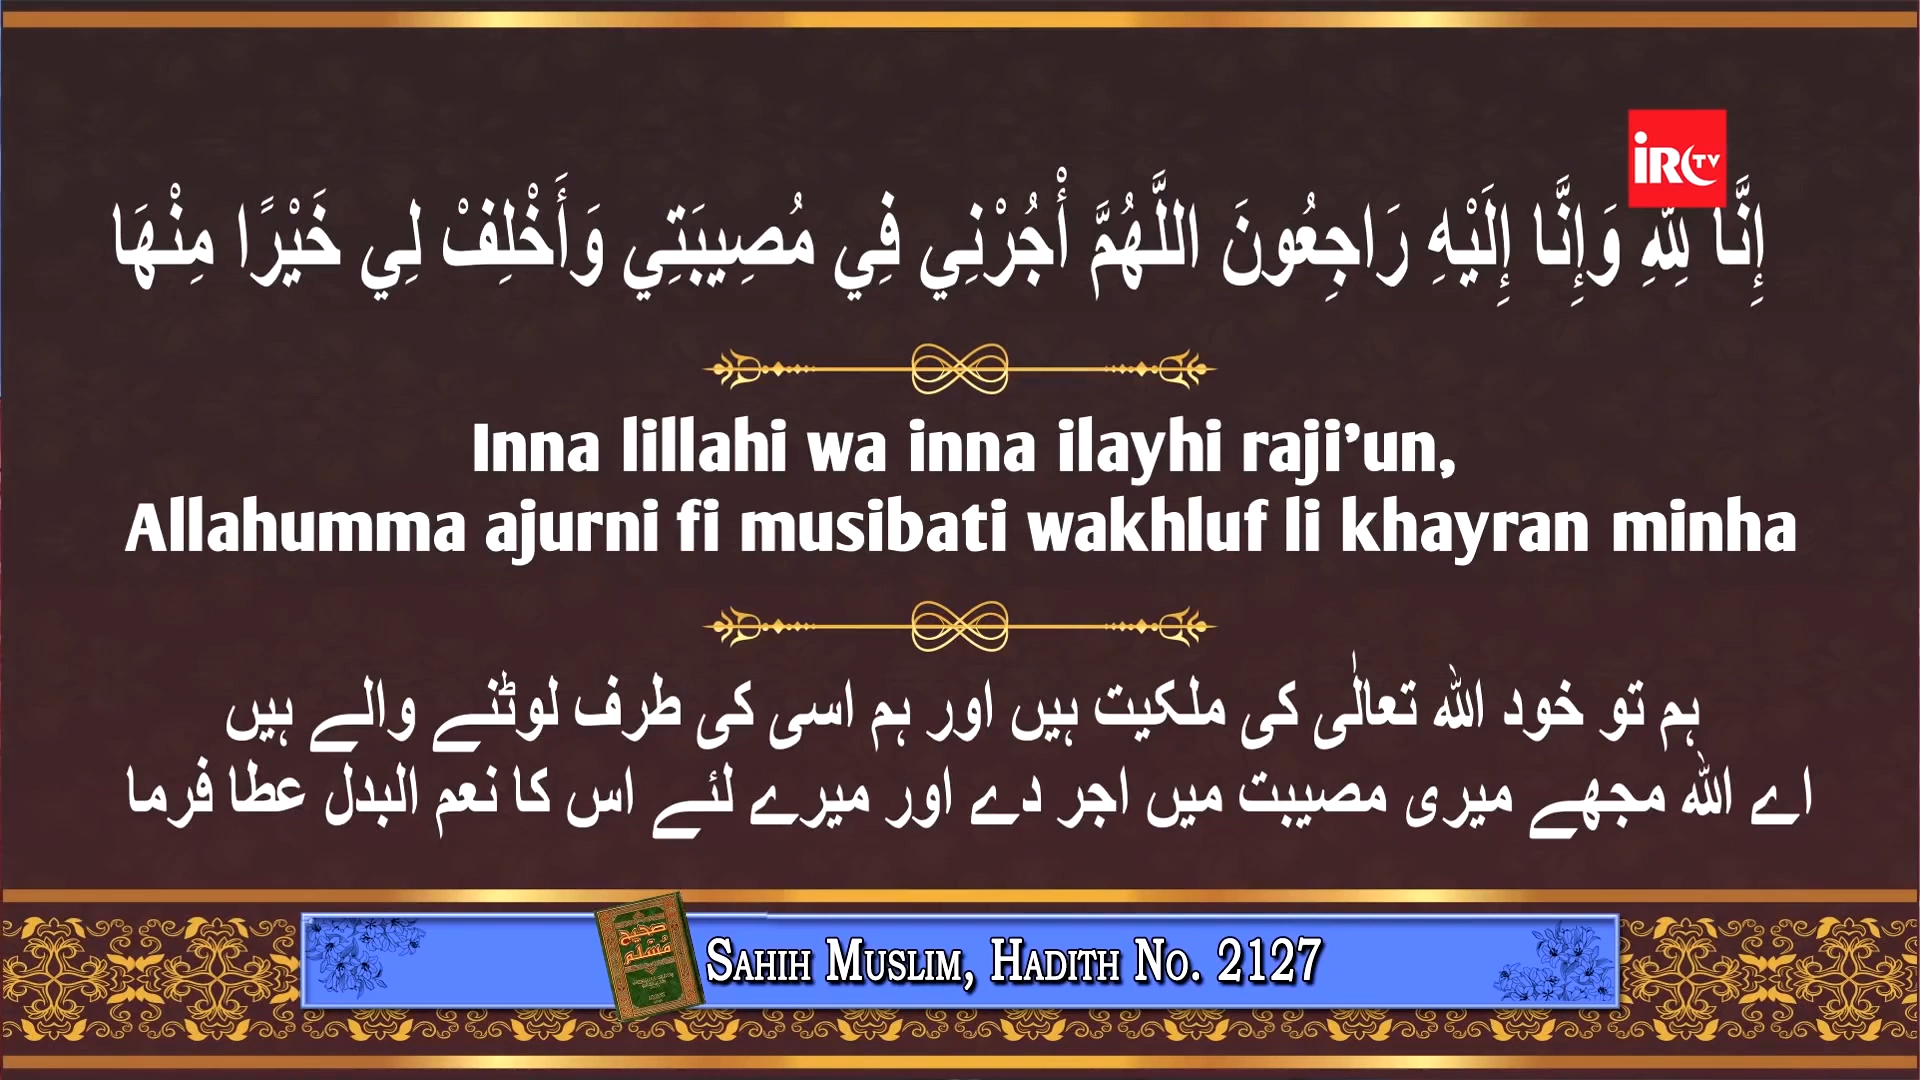 iRC TV
إِنَّا لِلَّهِ وَإِنَّا إِلَيْهِ رَاجِعُونَ اللَّهُمَّ أْجُرْنِي فِي مُصِيبَتِي وَأَخْلِفْ لِي خَيْرًا مِنْهَا
Inna lillahi wa inna ilayhi raji’un,
Allahumma ajurni fi musibati wakhluf li khayran minha
ہم تو خود اللہ تعالٰی کی ملکیت ہیں اور ہم اسی کی طرف لوٹنے والے ہیں
اے اللہ مجھے میری مصیبت میں اجر دے اور میرے لئے اس کا نعم البدل عطا فرما
صحيح
مسلم
Sahih Muslim, Hadith No. 2127